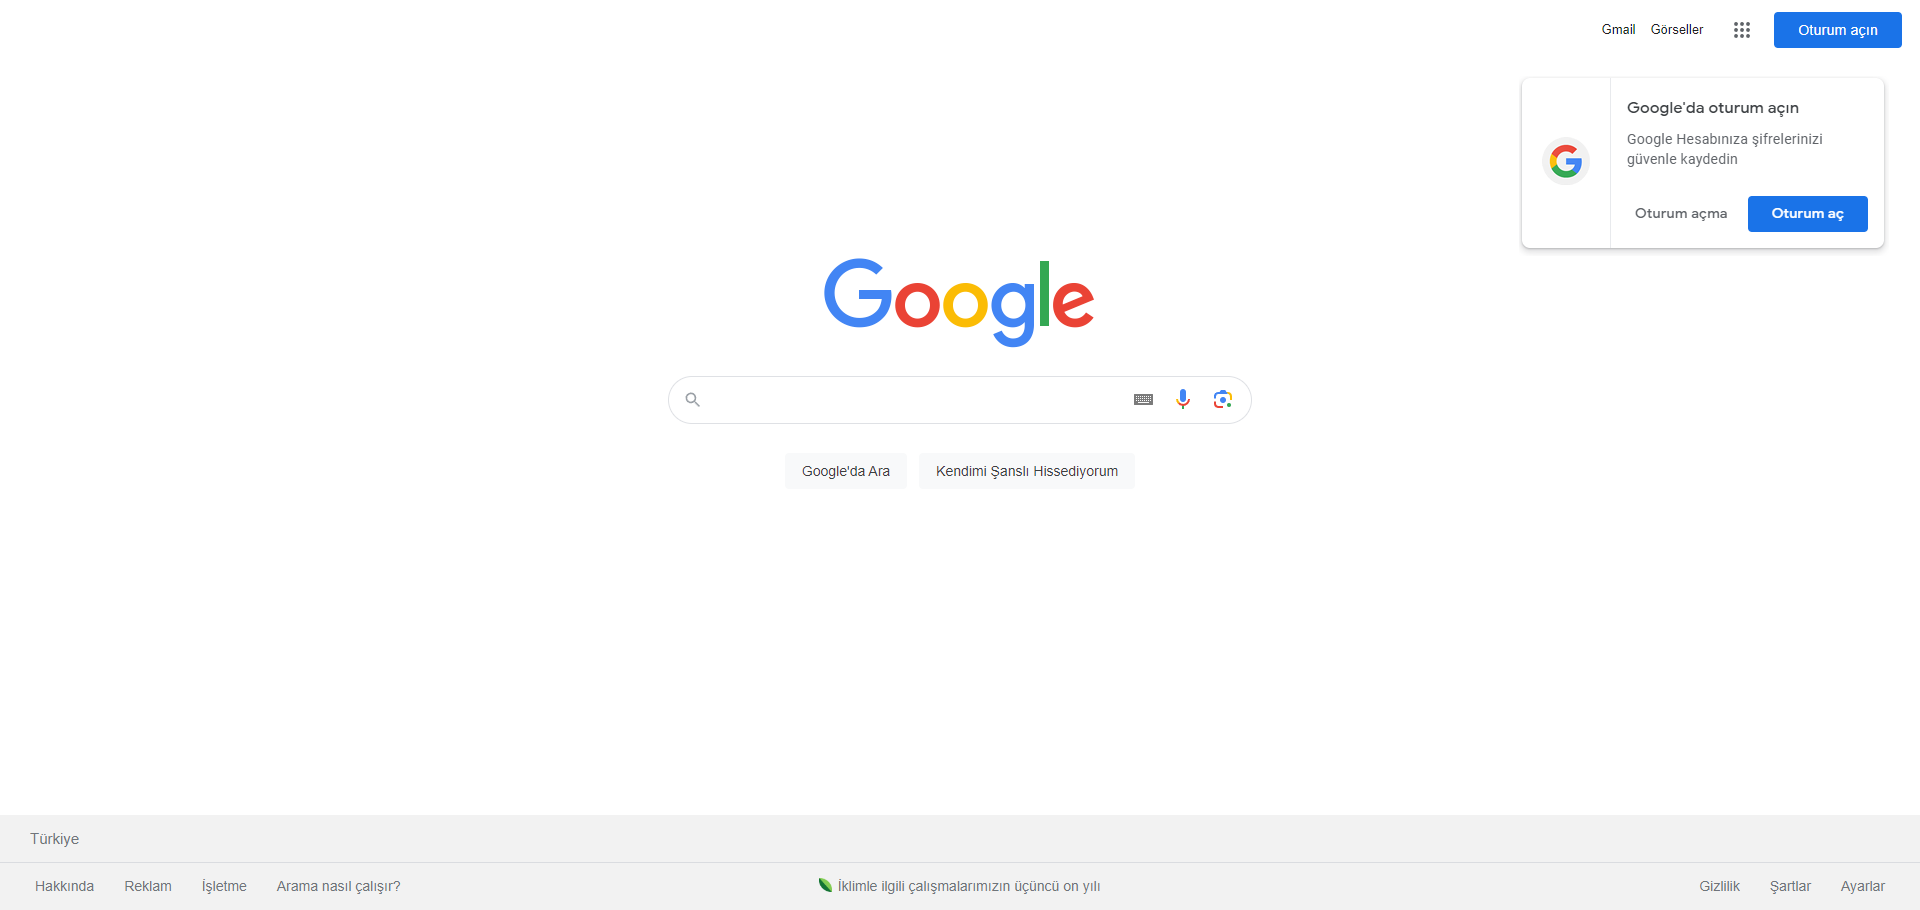 Gmail Görseller Oturum açın
Google'da oturum açın
Google Hesabınıza şifrelerinizi
güvenle kaydedin
Oturum açma Oturum aç
Google
Google'da Ara Kendimi Şanslı Hissediyorum
Türkiye
Hakkında Reklam İşletme Arama nasıl çalışır? İklimle ilgili çalışmalarımızın üçüncü on yılı Gizlilik Şartlar Ayarlar